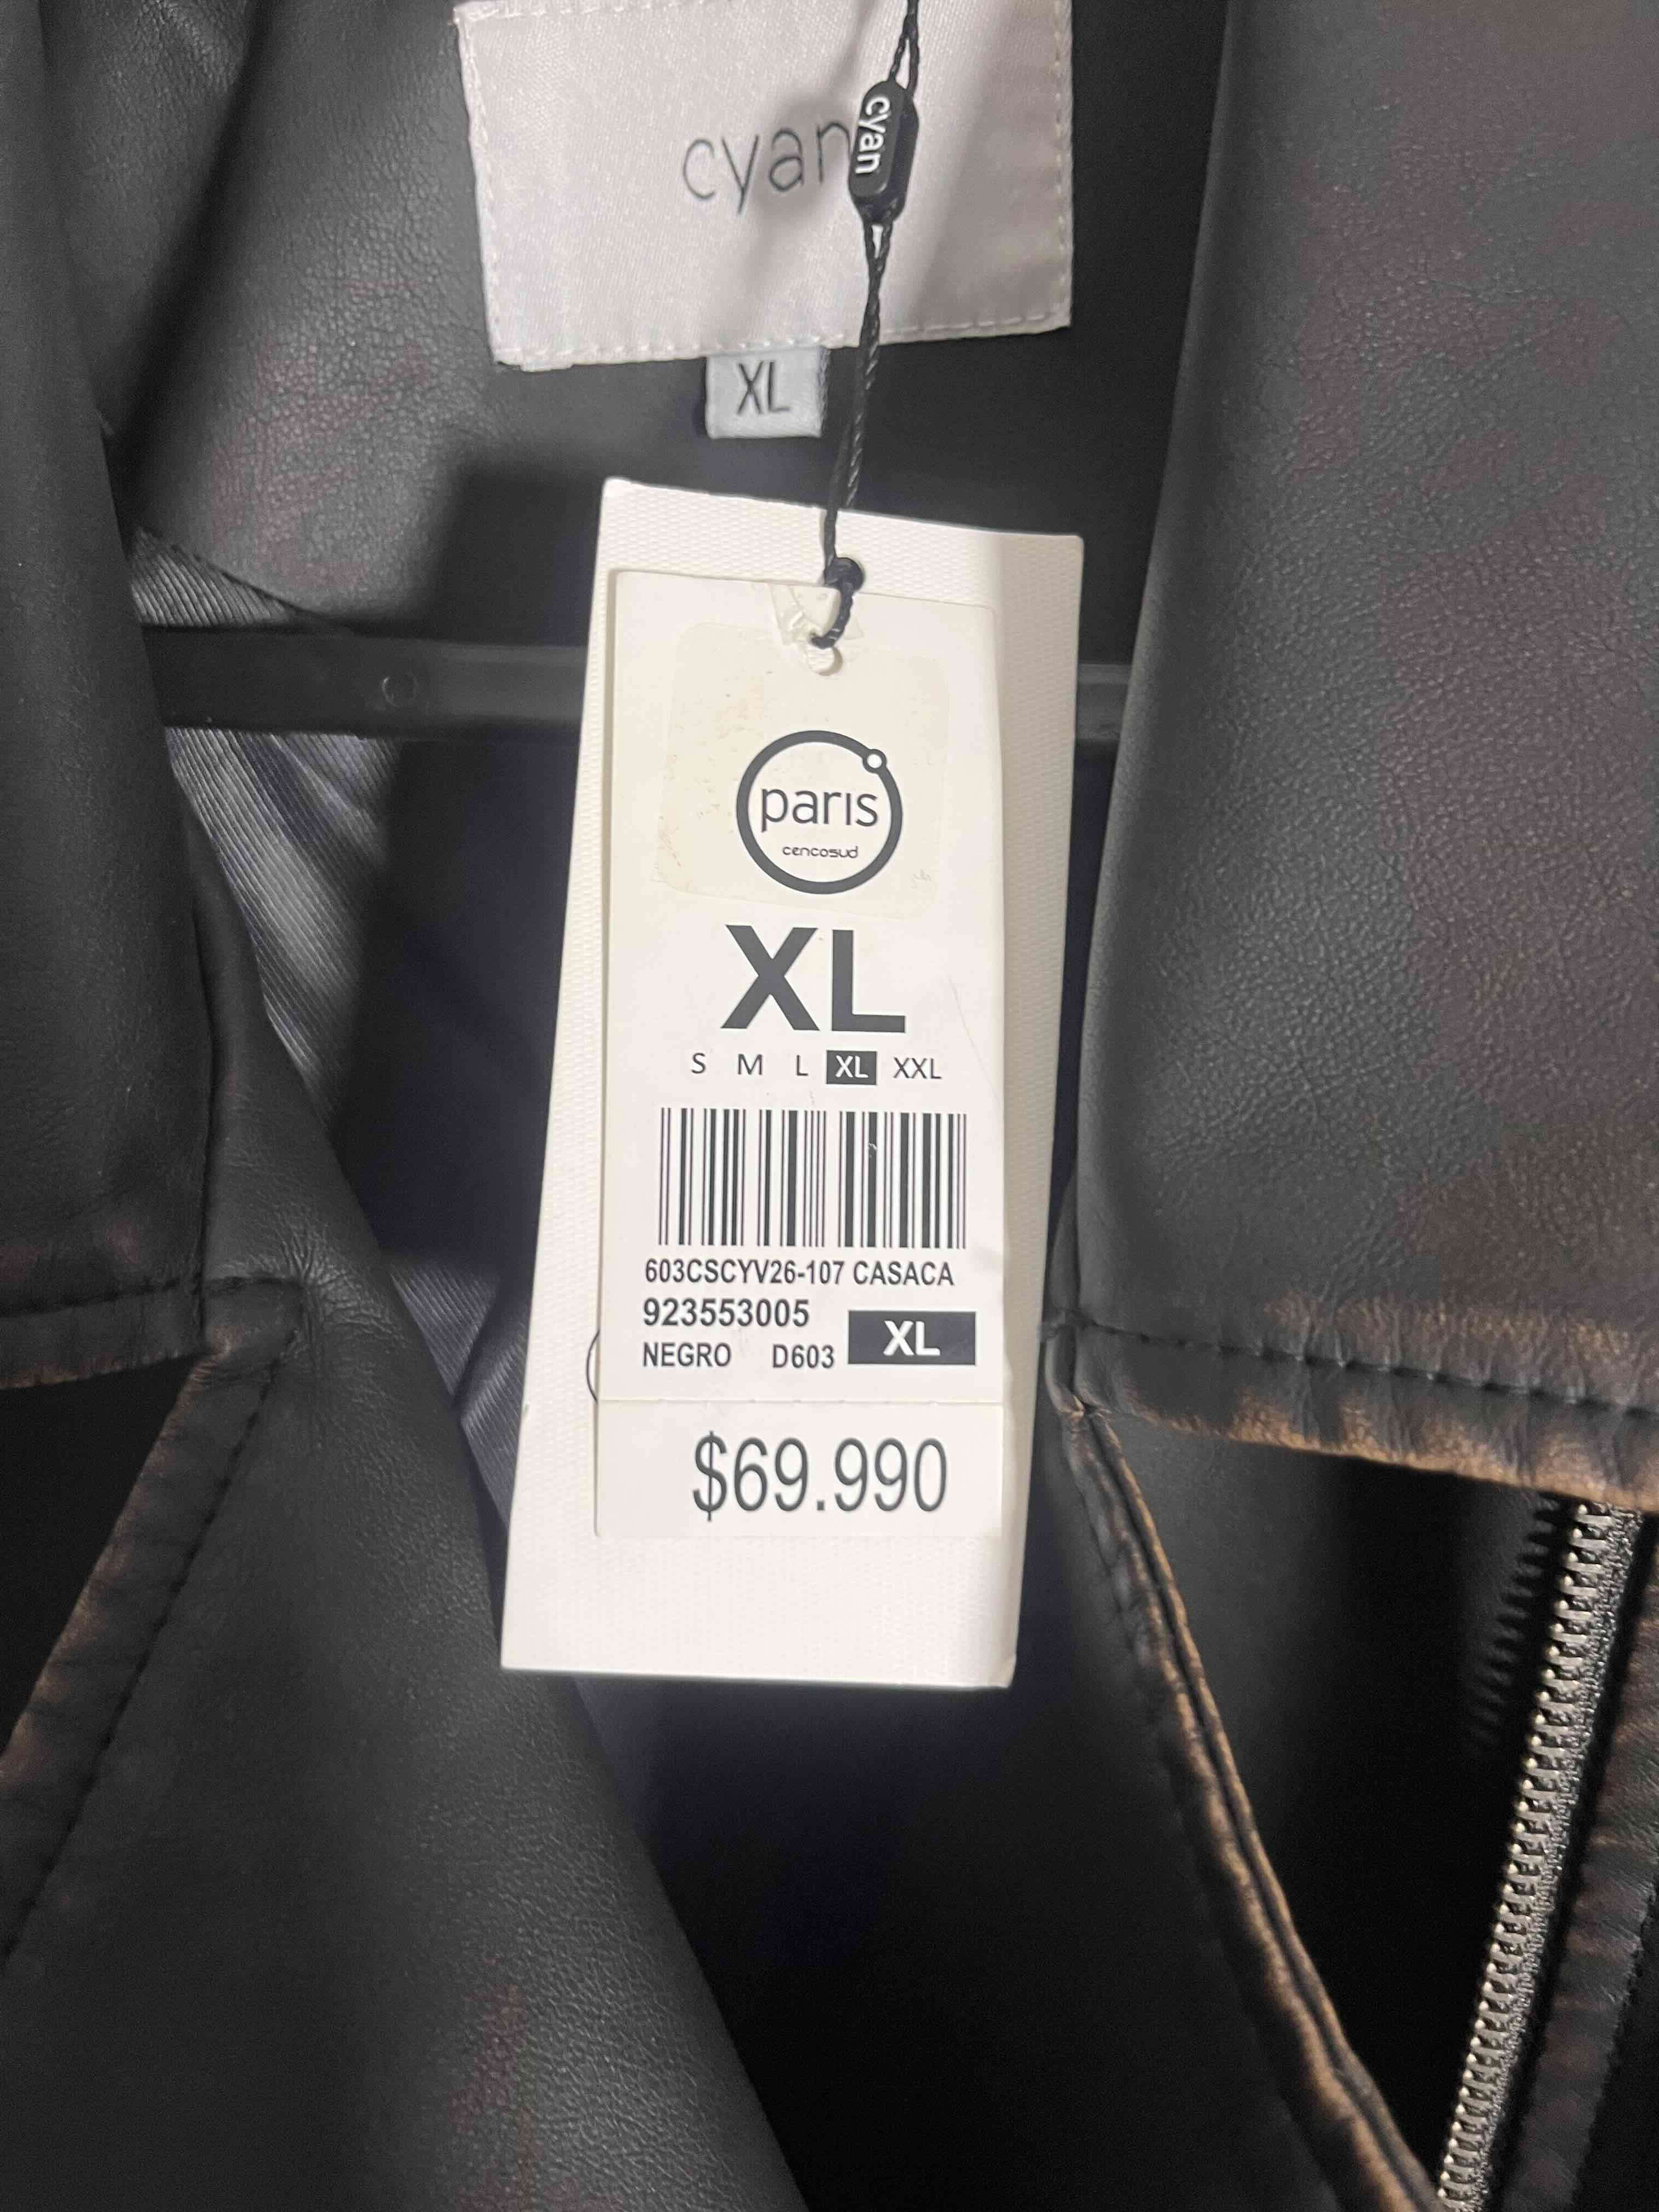 cyan
cyan
XL
paris
cencosud
XL
S M L XL XXL
603CSCYV26-107 CASACA
923553005
NEGRO D603 XL
$69.990